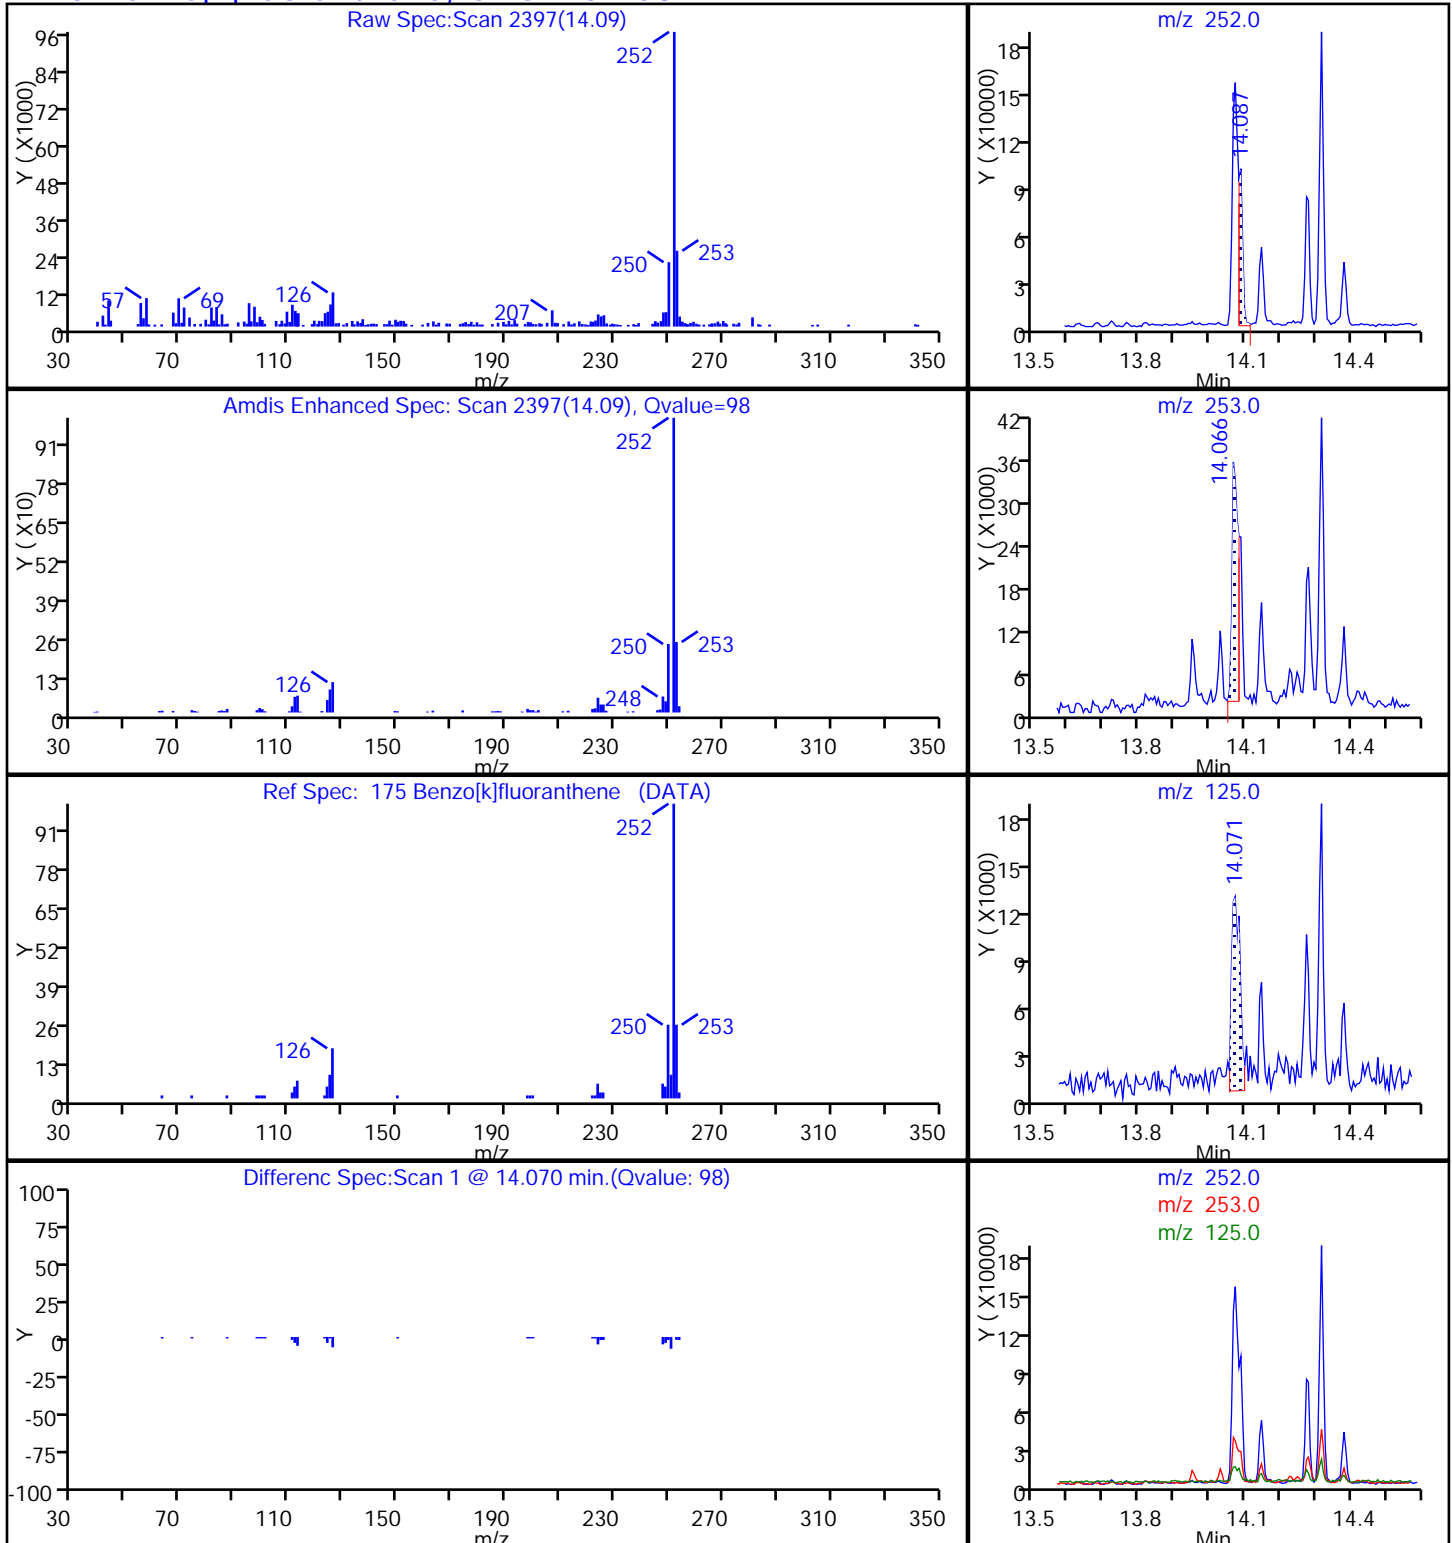 Raw Spec:Scan 2397(14.09)
96
84
72
60
48
36
24
12
0
Y ( X1000)
252
253
250
57
69
126
207
30 70 110 150 190 230 270 310 350
m/z
m/z 252.0
18
15
12
9
6
3
0
Y ( X10000)
14.087
13.5 13.8 14.1 14.4
Min
Amdis Enhanced Spec: Scan 2397(14.09), Qvalue=98
91
78
65
52
39
26
13
0
Y ( X10)
252
250
253
126
248
30 70 110 150 190 230 270 310 350
m/z
m/z 253.0
42
36
30
24
18
12
6
0
Y ( X1000)
14.066
13.5 13.8 14.1 14.4
Min
Ref Spec: 175 Benzo[k]fluoranthene (DATA)
91
78
65
52
39
26
13
0
Y
252
250
253
126
30 70 110 150 190 230 270 310 350
m/z
m/z 125.0
18
15
12
9
6
3
0
Y ( X1000)
14.071
13.5 13.8 14.1 14.4
Min
Differenc Spec:Scan 1 @ 14.070 min.(Qvalue: 98)
100
75
50
25
0
-25
-50
-75
-100
Y
30 70 110 150 190 230 270 310 350
m/z
m/z 252.0
m/z 253.0
m/z 125.0
18
15
12
9
6
3
0
Y ( X10000)
13.5 13.8 14.1 14.4
Min